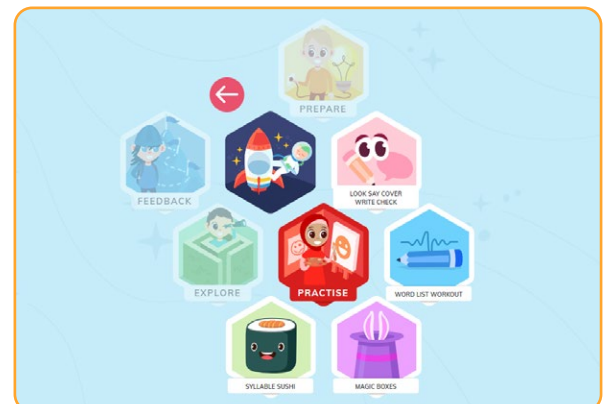 PREPARE
FEEDBACK
LOOK SAY COVER
WRITE CHECK
EXPLORE
PRACTISE
WORD LIST WORKOUT
SYLLABLE SUSHI
MAGIC BOXES